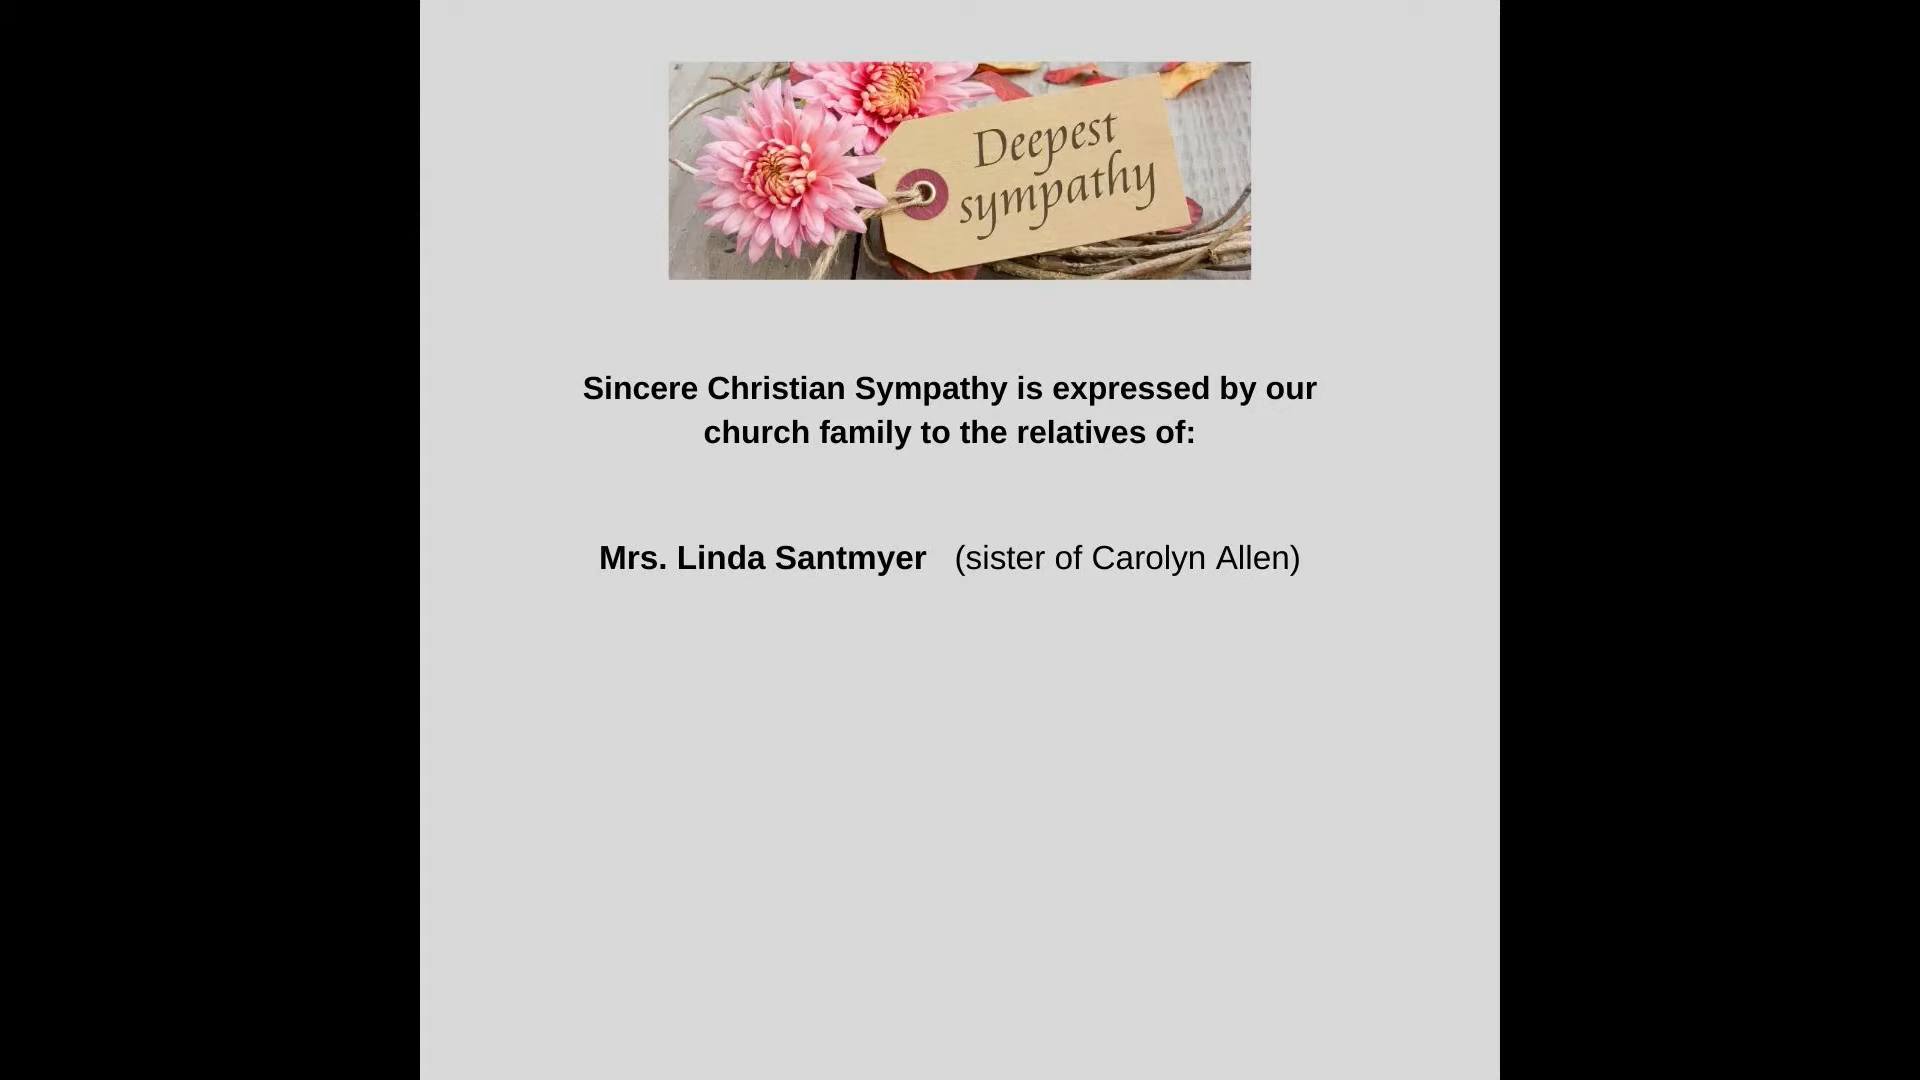 Deepest
sympathy
Sincere Christian Sympathy is expressed by our
church family to the relatives of:
Mrs. Linda Santmyer (sister of Carolyn Allen)